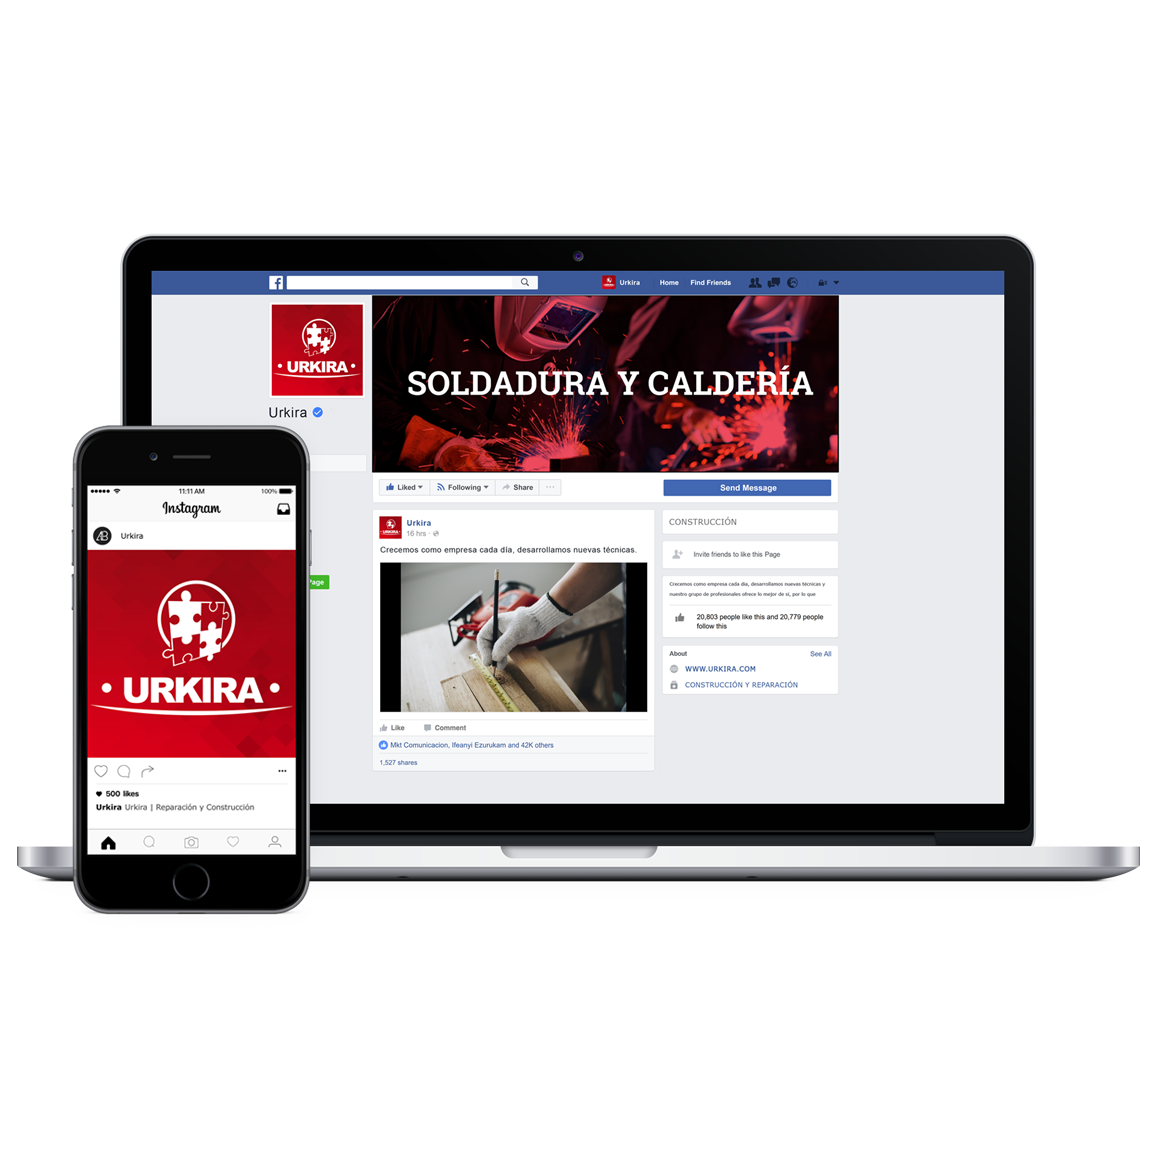 Urkira Home Find Friends
URKIRA
Urkira
SOLDADURA Y CALDERÍA
Liked Following Share
Send Message
Urkira
16 hrs
Crecemos como empresa cada día, desarrollamos nuevas técnicas.
Like Comment
Mkt Comunicacion, Ifeanyi Ezurukam and 42K others
1,527 shares
CONSTRUCCIÓN
Invite friends to like this Page
Crecemos como empresa cada dia, desarrollamos nuevas técnicas y
nuestro grupo de profesionales ofrece lo mejor de sí, por lo que
20,803 people like this and 20,779 people
follow this
About See All
WWW.URKIRA.COM
CONSTRUCCIÓN Y REPARACIÓN
Page
11:11 AM 100%
Instagram
AB Urkira
URKIRA
500 likes
Urkira Urkira | Reparación y Construcción